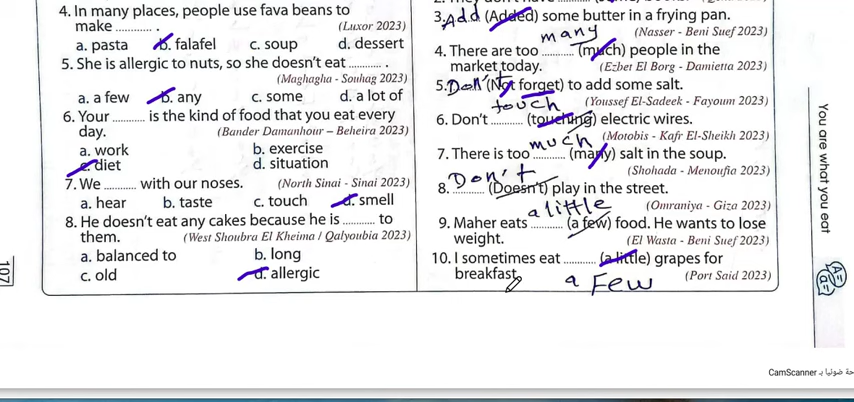 4. In many places, people use fava beans to
make ............ . (Luxor 2023)
a. pasta b. falafel c. soup d. dessert
5. She is allergic to nuts, so she doesn't eat ........... .
(Maghagha - Souhag 2023)
a. a few b. any c. some d. a lot of
6. Your ........... is the kind of food that you eat every
day. (Bander Damanhour – Beheira 2023)
a. work b. exercise
c. diet d. situation
7. We ........... with our noses. (North Sinai - Sinai 2023)
a. hear b. taste c. touch d. smell
8. He doesn't eat any cakes because he is ........... to
them. (West Shoubra El Kheima / Qalyoubia 2023)
a. balanced to b. long
c. old d. allergic
107
3. Add (Added) some butter in a frying pan.
(Nasser - Beni Suef 2023)
many
4. There are too ........... (much) people in the
market today. (Ezbet El Borg - Damietta 2023)
5. Don't (Not forget) to add some salt.
(Youssef El-Sadeek - Fayoum 2023)
touch
6. Don't ........... (touching) electric wires.
(Motobis - Kafr El-Sheikh 2023)
much
7. There is too ........... (many) salt in the soup.
(Shohada - Menoufia 2023)
Don't
8. ........... (Doesn't) play in the street.
(Omraniya - Giza 2023)
a little
9. Maher eats ........... (a few) food. He wants to lose
weight. (El Wasta - Beni Suef 2023)
10. I sometimes eat ........... (a little) grapes for
breakfast. (Port Said 2023)
a Few
You are what you eat
CamScanner